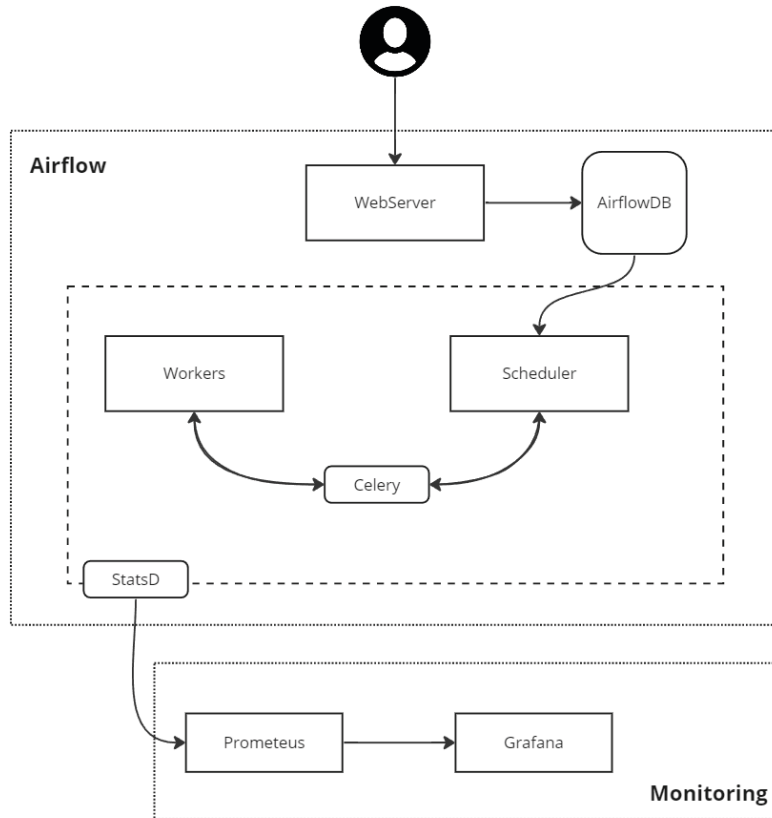 Airflow
WebServer
AirflowDB
Workers
Scheduler
Celery
StatsD
Prometeus
Grafana
Monitoring